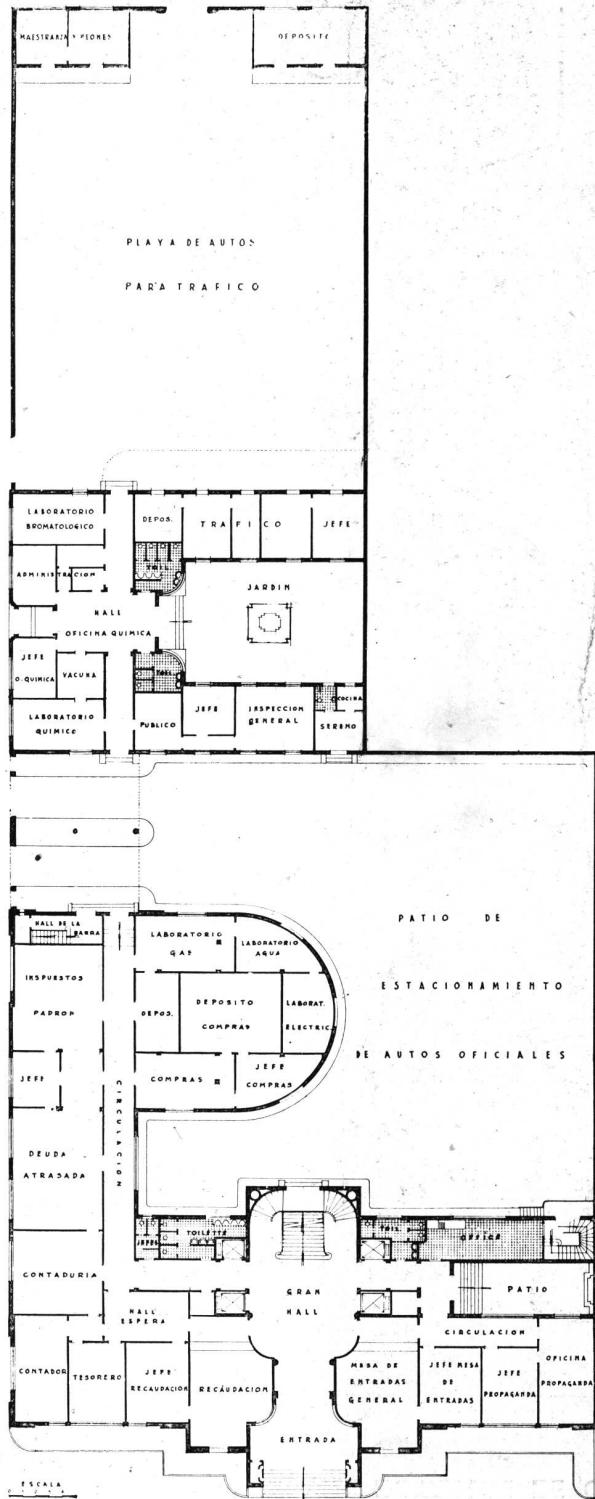 MAESTRANZA Y PEONES
DEPOSITO
PLAYA DE AUTOS
PARA TRAFICO
LABORATORIO
BROMATOLOGICO
DEPOS.
TRAFICO
JEFE
ADMINISTRACION
TOIL.
JARDIN
HALL
OFICINA QUIMICA
JEFE
O. QUIMICA
VACUNA
TOIL.
LABORATORIO
QUIMICO
PUBLICO
JEFE
INSPECCION
GENERAL
COCINA
SERENO
HALL DE LA
BARRA
LABORATORIO
GAS
LABORATORIO
AGUA
PATIO DE
ESTACIONAMIENTO
DE AUTOS OFICIALES
INSPUESTOS
PADRON
DEPOS.
DEPOSITO
COMPRAS
LABORAT.
ELECTRIC.
JEFE
COMPRAS
JEFE
COMPRAS
CIRCULACION
DEUDA
ATRASADA
JEFES
TOILETTE
TOIL.
OFFICE
CONTADURIA
GRAN
HALL
PATIO
HALL
ESPERA
CIRCULACION
CONTADOR
TESORERO
JEFE
RECAUDACION
RECAUDACION
MESA DE
ENTRADAS
GENERAL
JEFE MESA
DE
ENTRADAS
JEFE
PROPAGANDA
OFICINA
PROPAGANDA
ENTRADA
ESCALA